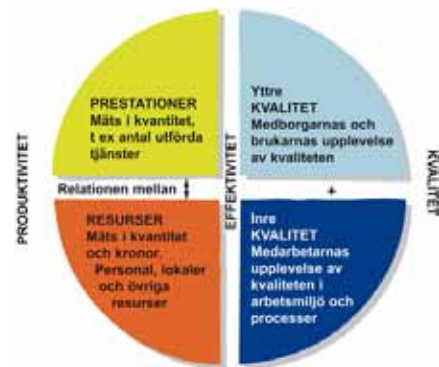 PRODUKTIVITET
PRESTATIONER
Mäts i kvantitet,
t ex antal utförda
tjänster
Relationen mellan
RESURSER
Mäts i kvantitet
och kronor.
Personal, lokaler
och övriga
resurser
EFFEKTIVITET
Yttre
KVALITET
Medborgarnas och
brukarnas upplevelse
av kvaliteten
+
Inre
KVALITET
Medarbetarnas
upplevelse av
kvaliteten i
arbetsmiljö och
processer
KVALITET